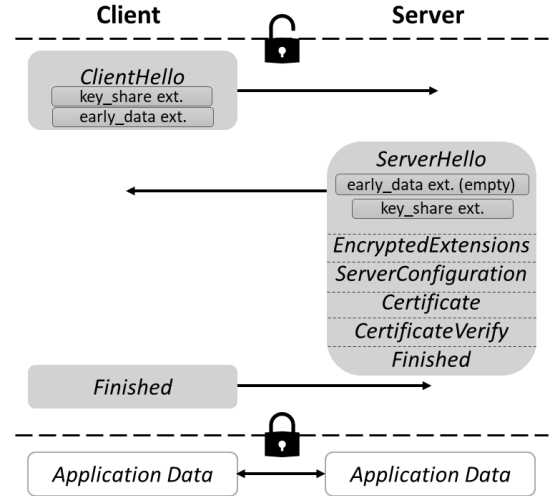 Client Server
ClientHello
key_share ext.
early_data ext.
ServerHello
early_data ext. (empty)
key_share ext.
EncryptedExtensions
ServerConfiguration
Certificate
CertificateVerify
Finished
Finished
Application Data Application Data